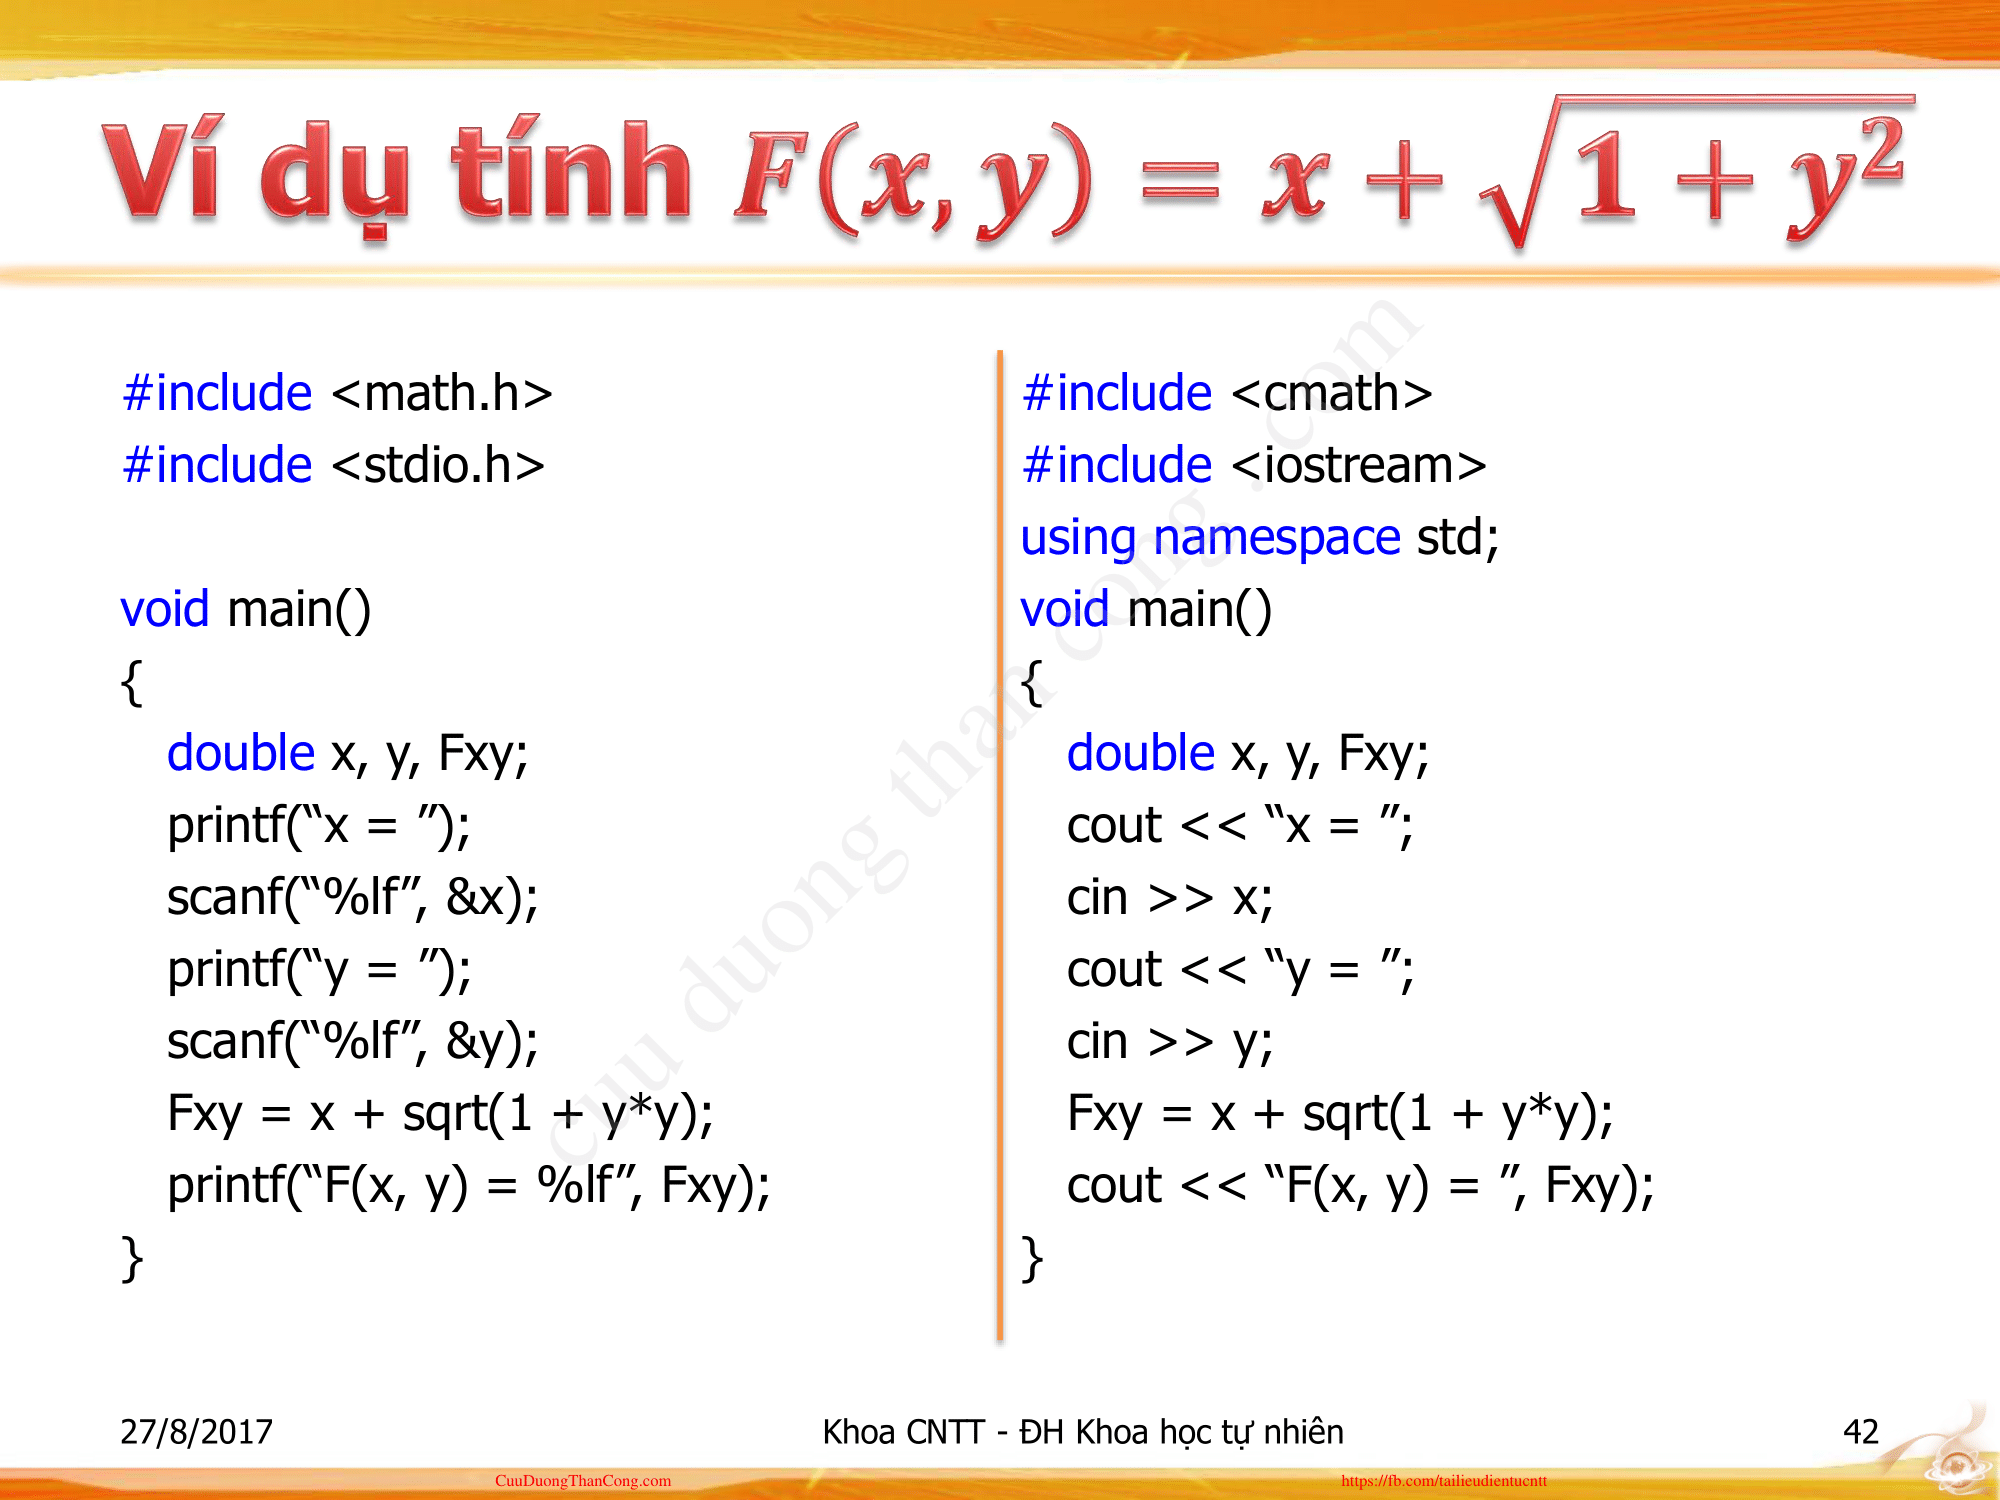 Ví dụ tính F(x, y) = x + √1 + y²
#include <math.h>
#include <stdio.h>
void main()
{
double x, y, Fxy;
printf(“x = ”);
scanf(“%lf”, &x);
printf(“y = ”);
scanf(“%lf”, &y);
Fxy = x + sqrt(1 + y*y);
printf(“F(x, y) = %lf”, Fxy);
}
#include <cmath>
#include <iostream>
using namespace std;
void main()
{
double x, y, Fxy;
cout << “x = ”;
cin >> x;
cout << “y = ”;
cin >> y;
Fxy = x + sqrt(1 + y*y);
cout << “F(x, y) = ”, Fxy);
}
cuu duong than cong . com
27/8/2017
Khoa CNTT - ĐH Khoa học tự nhiên
42
CuuDuongThanCong.com
https://fb.com/tailieudientucntt